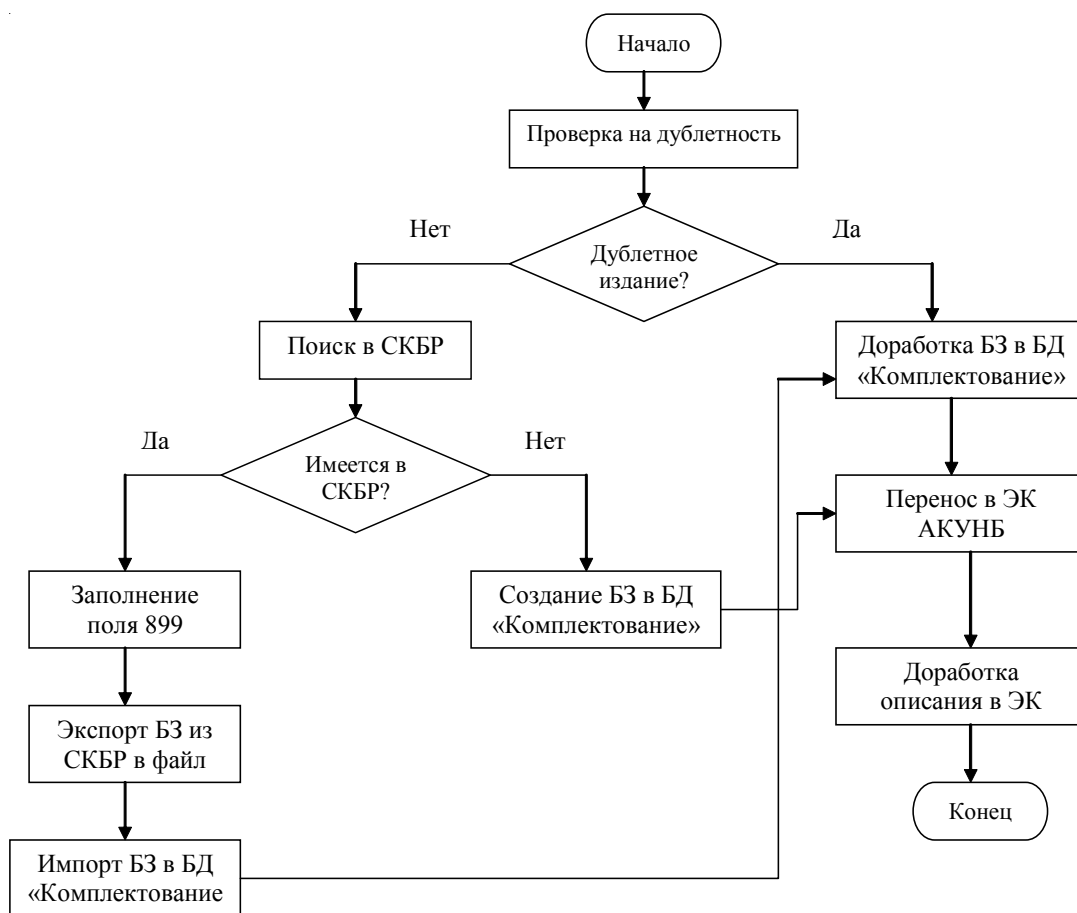 Начало
Проверка на дублетность
Нет
Да
Дублетное
издание?
Поиск в СКБР
Доработка БЗ в БД
«Комплектование»
Да
Нет
Имеется в
СКБР?
Перенос в ЭК
АКУНБ
Заполнение
поля 899
Создание БЗ в БД
«Комплектование»
Доработка
описания в ЭК
Экспорт БЗ из
СКБР в файл
Конец
Импорт БЗ в БД
«Комплектование